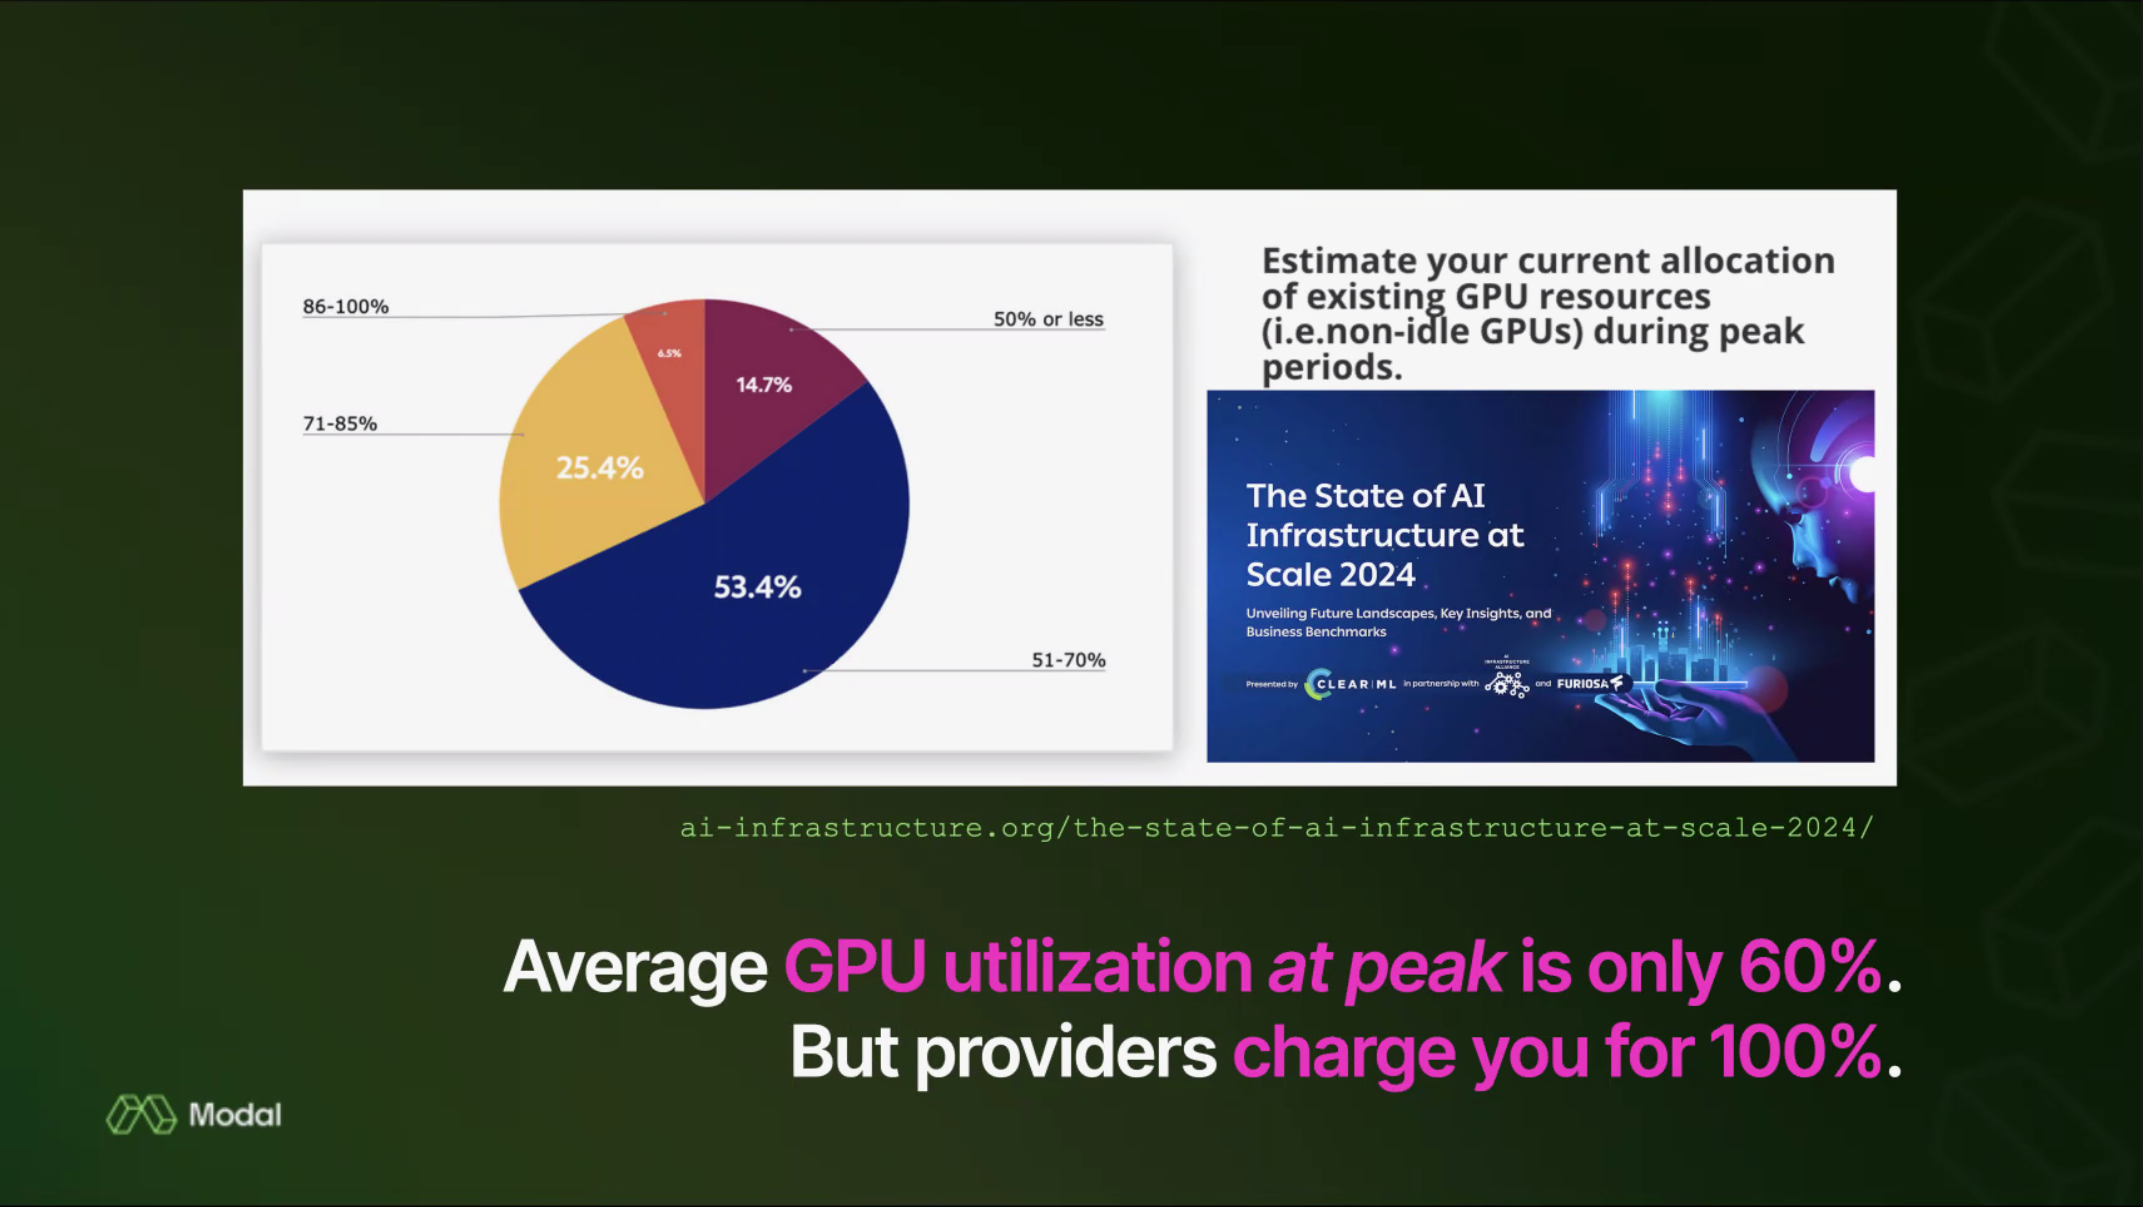 86-100%
50% or less
6.5%
14.7%
71-85%
25.4%
53.4%
51-70%
Estimate your current allocation
of existing GPU resources
(i.e.non-idle GPUs) during peak
periods.
The State of AI
Infrastructure at
Scale 2024
Unveiling Future Landscapes, Key Insights, and
Business Benchmarks
Presented by CLEAR|ML in partnership with AI INFRASTRUCTURE ALLIANCE and FURIOSA
ai-infrastructure.org/the-state-of-ai-infrastructure-at-scale-2024/
Average GPU utilization at peak is only 60%.
But providers charge you for 100%.
Modal